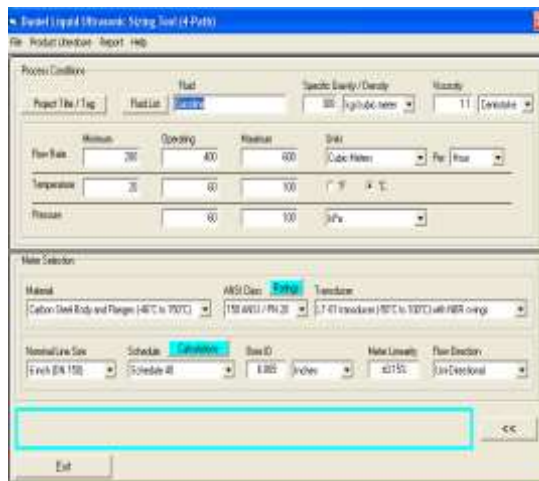 Daniel Liquid Ultrasonic Sizing Tool (4-Path)
File Product Literature Report Help
Process Conditions
Fluid Specific Gravity / Density Viscosity
Project Title / Tag Fluid List Gasoline kg/cubic meter 1.1 Centistoke
Minimum Operating Maximum Units
Flow Rate 200 400 600 Cubic Meters Per Hour
Temperature 20 60 100 °F °C
Pressure 60 100 kPa
Meter Selection
Material ANSI Class Ratings Transducer
Carbon Steel Body and Flanges 150 ANSI / PN 20
Nominal Line Size Schedule Calculations Bore ID Meter Linearity Flow Direction
6 inch (DN 150) Schedule 40 6.065 Inches ±0.15% Uni-Directional
<<
Exit